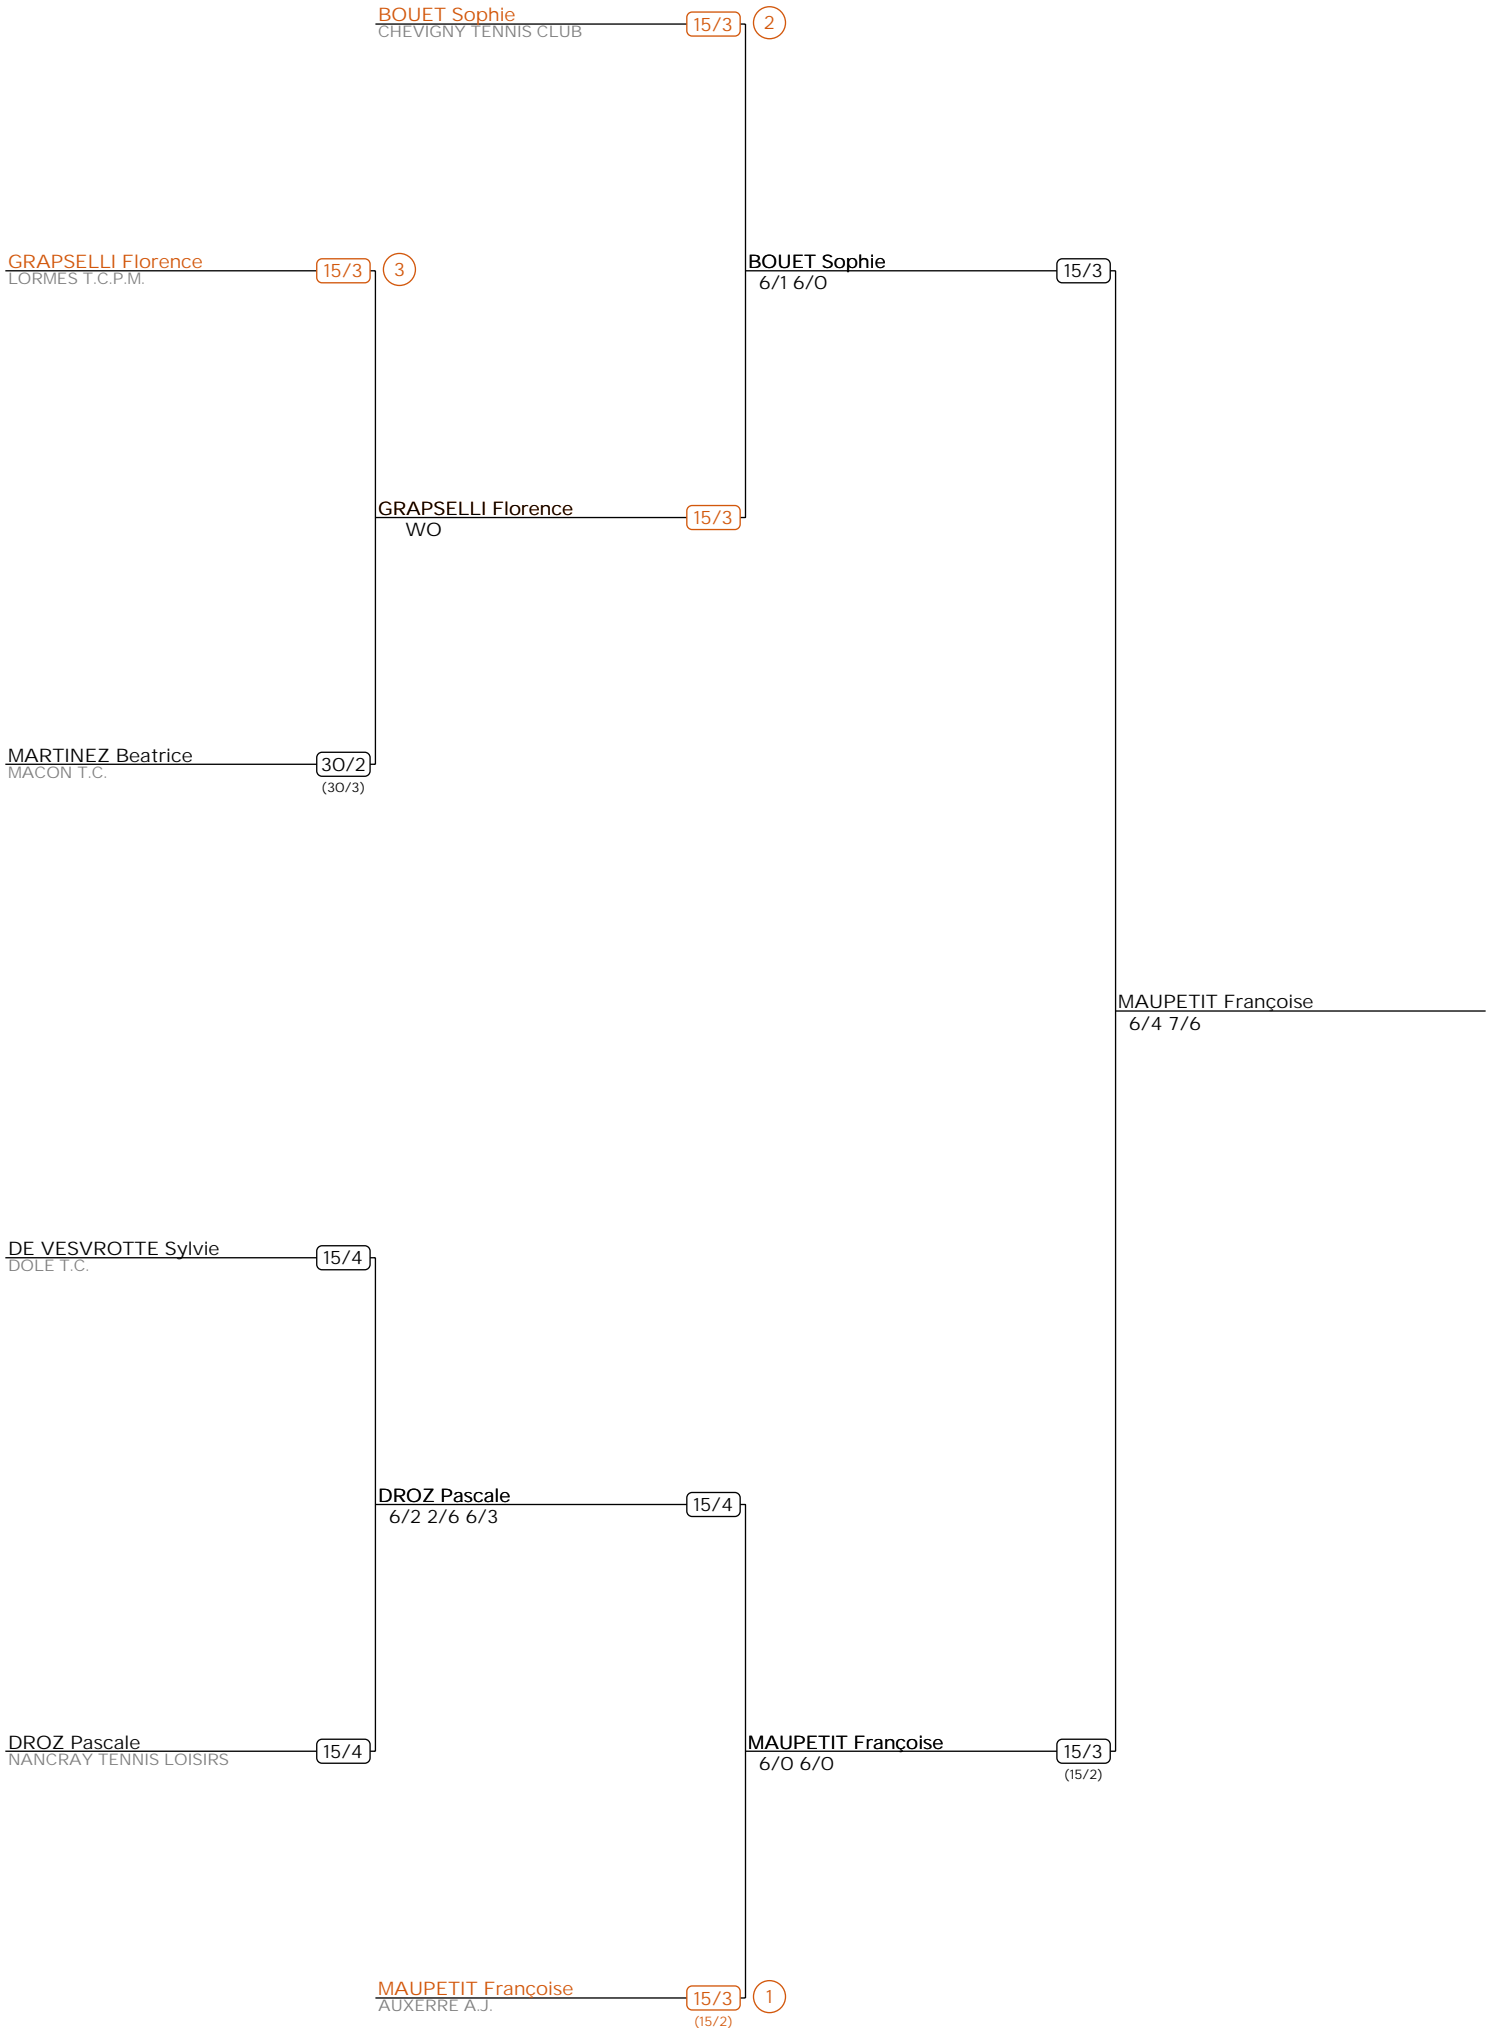 BOUET Sophie
CHEVIGNY TENNIS CLUB
15/3
2
GRAPSELLI Florence
LORMES T.C.P.M.
15/3
3
BOUET Sophie
6/1 6/0
15/3
GRAPSELLI Florence
WO
15/3
MARTINEZ Beatrice
MACON T.C.
30/2
(30/3)
MAUPETIT Françoise
6/4 7/6
DE VESVROTTE Sylvie
DOLE T.C.
15/4
DROZ Pascale
6/2 2/6 6/3
15/4
DROZ Pascale
NANCRAY TENNIS LOISIRS
15/4
MAUPETIT Françoise
6/0 6/0
15/3
(15/2)
MAUPETIT Françoise
AUXERRE A.J.
15/3
(15/2)
1